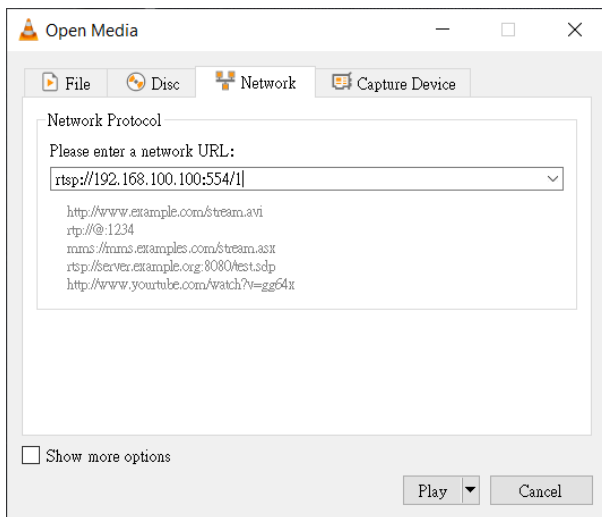 Open Media
File
Disc
Network
Capture Device
Network Protocol
Please enter a network URL:
rtsp://192.168.100.100:554/1
http://www.example.com/stream.avi
rtp://@:1234
mms://mms.examples.com/stream.asx
rtsp://server.example.org:8080/test.sdp
http://www.yourtube.com/watch?v=gg64x
Show more options
Play
Cancel